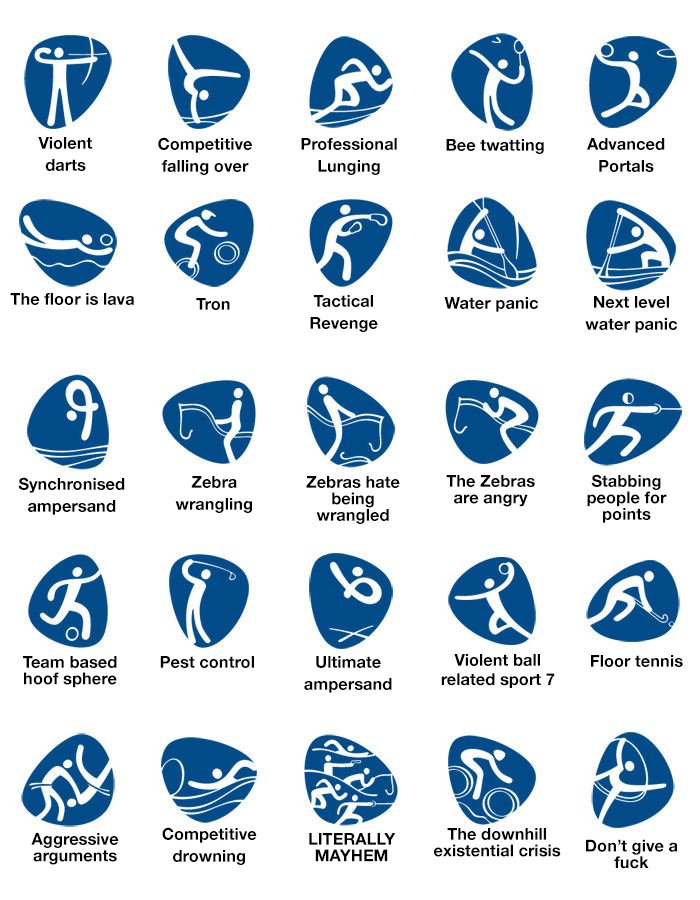 Violent
darts
Competitive
falling over
Professional
Lunging
Bee twatting
Advanced
Portals
The floor is lava
Tron
Tactical
Revenge
Water panic
Next level
water panic
Synchronised
ampersand
Zebra
wrangling
Zebras hate
being
wrangled
The Zebras
are angry
Stabbing
people for
points
Team based
hoof sphere
Pest control
Ultimate
ampersand
Violent ball
related sport 7
Floor tennis
Aggressive
arguments
Competitive
drowning
LITERALLY
MAYHEM
The downhill
existential crisis
Don't give a
fuck